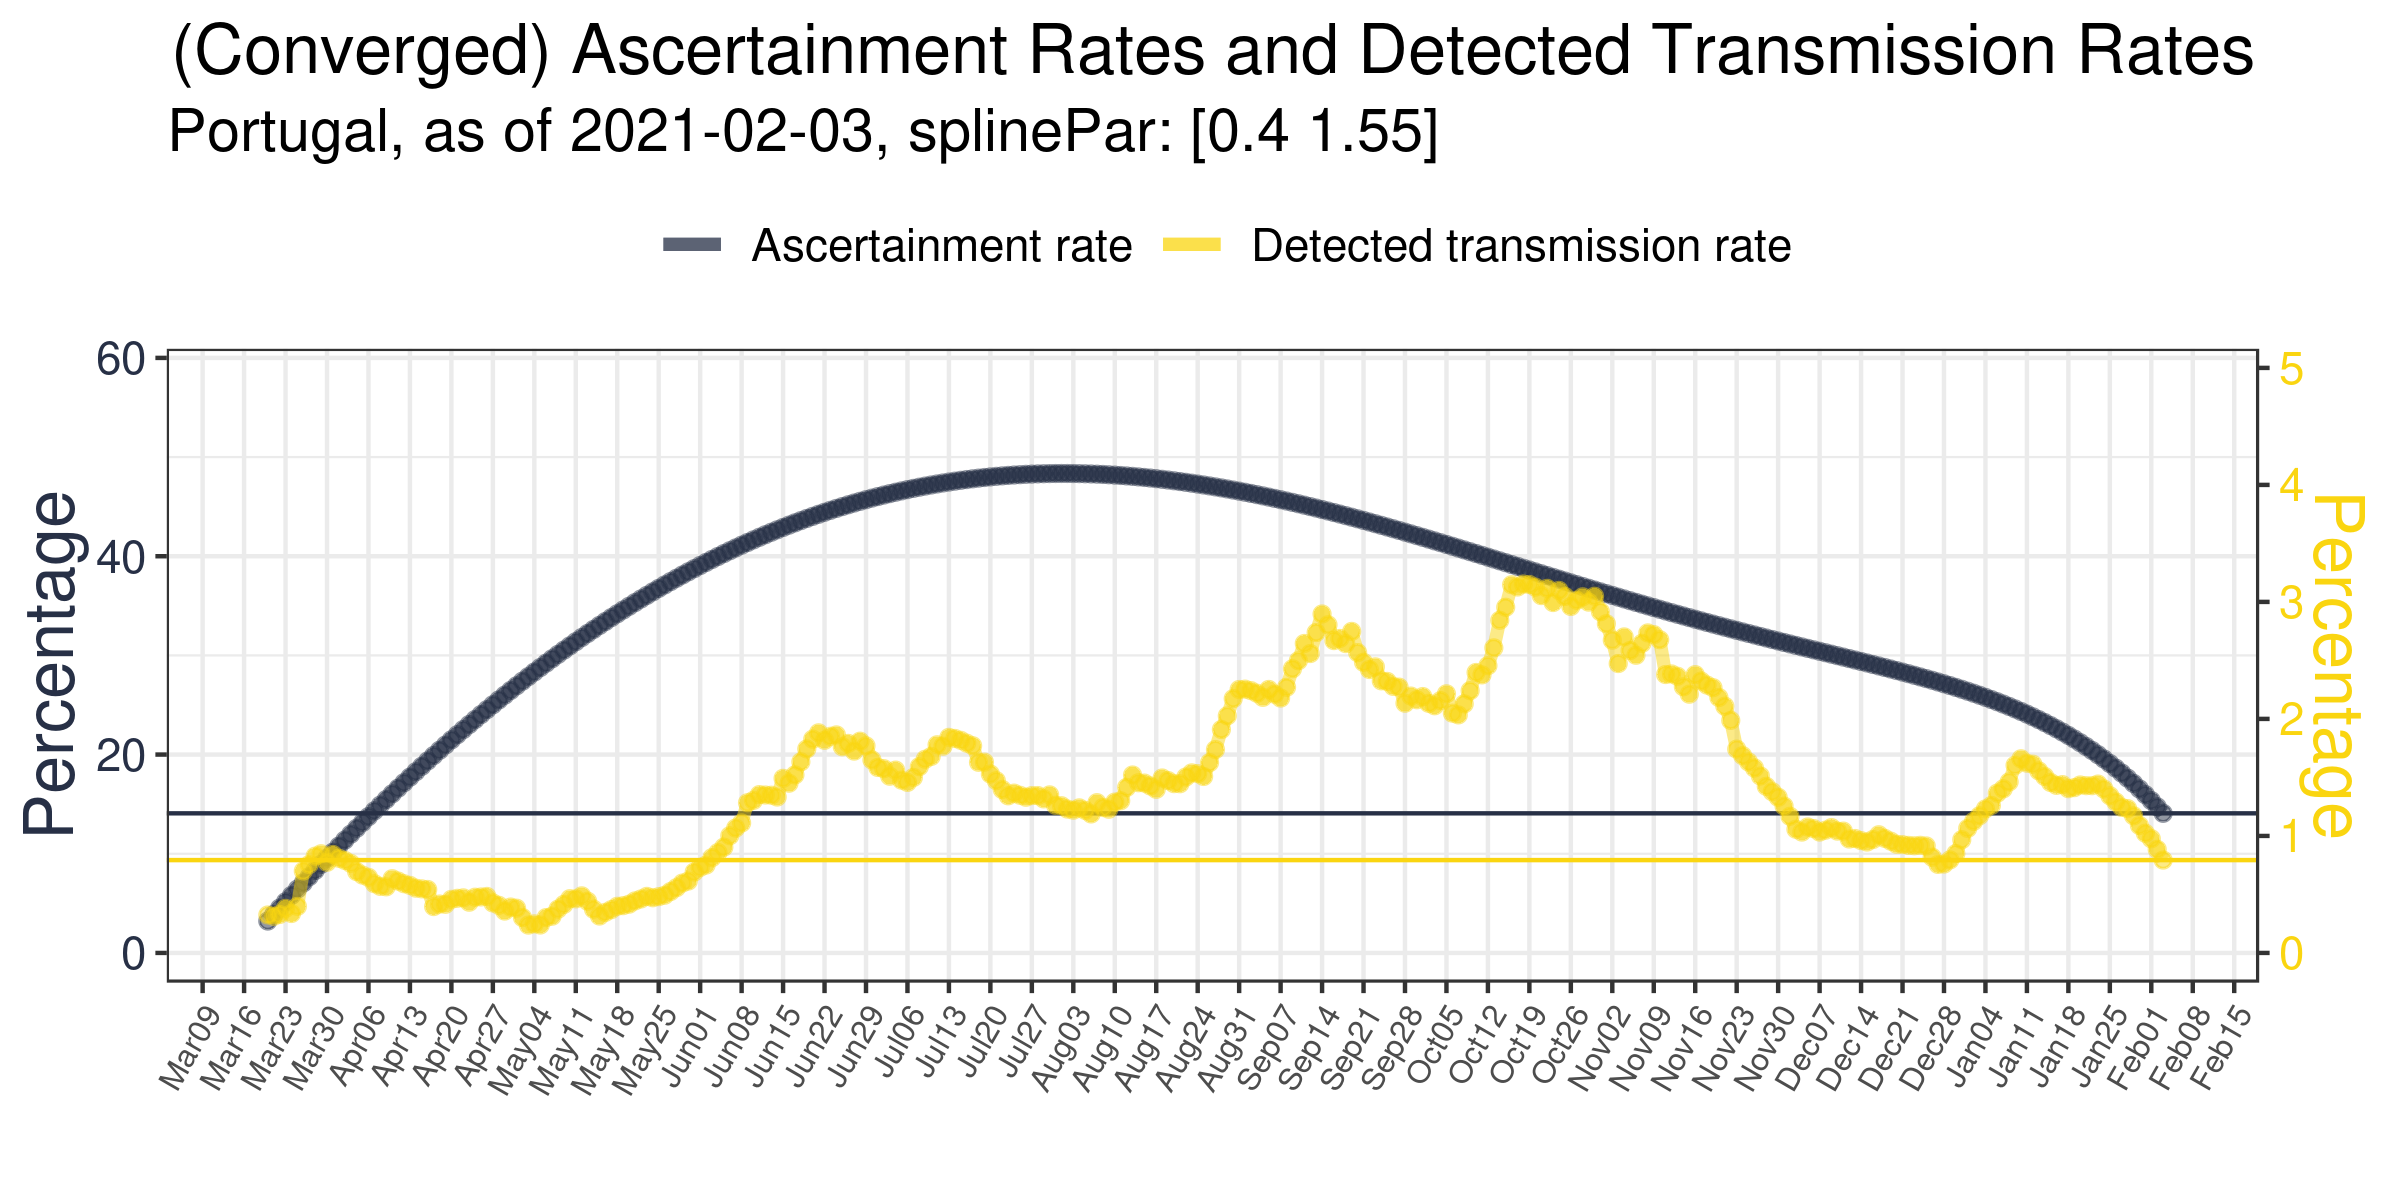 (Converged) Ascertainment Rates and Detected Transmission Rates
Portugal, as of 2021-02-03, splinePar: [0.4 1.55]
Ascertainment rate
Detected transmission rate
Percentage
60
40
20
0
5
4
3
2
1
0
Percentage
Mar09
Mar16
Mar23
Mar30
Apr06
Apr13
Apr20
Apr27
May04
May11
May18
May25
Jun01
Jun08
Jun15
Jun22
Jun29
Jul06
Jul13
Jul20
Jul27
Aug03
Aug10
Aug17
Aug24
Aug31
Sep07
Sep14
Sep21
Sep28
Oct05
Oct12
Oct19
Oct26
Nov02
Nov09
Nov16
Nov23
Nov30
Dec07
Dec14
Dec21
Dec28
Jan04
Jan11
Jan18
Jan25
Feb01
Feb08
Feb15